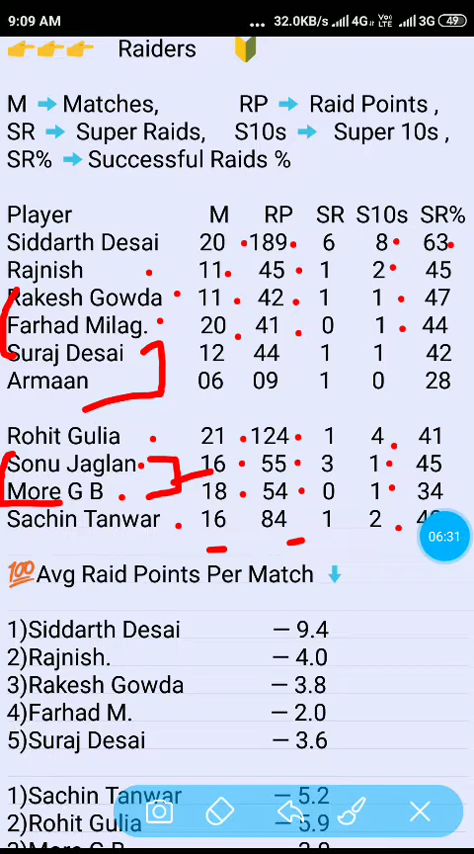 9:09 AM ... 32.0KB/s 4G Vo LTE 3G 49
👉👉👉 Raiders 🔰
M ➡ Matches, RP ➡ Raid Points ,
SR ➡ Super Raids, S10s ➡ Super 10s ,
SR% ➡ Successful Raids %
Player M RP SR S10s SR%
Siddarth Desai 20 189 6 8 63
Rajnish 11 45 1 2 45
Rakesh Gowda 11 42 1 1 47
Farhad Milag. 20 41 0 1 44
Suraj Desai 12 44 1 1 42
Armaan 06 09 1 0 28
Rohit Gulia 21 124 1 4 41
Sonu Jaglan 16 55 3 1 45
More G B 18 54 0 1 34
Sachin Tanwar 16 84 1 2
06:31
💯Avg Raid Points Per Match ⬇
1)Siddarth Desai — 9.4
2)Rajnish. — 4.0
3)Rakesh Gowda — 3.8
4)Farhad M. — 2.0
5)Suraj Desai — 3.6
1)Sachin Tanwar — 5.2
2)Rohit Gulia — 5.9
3)More G B